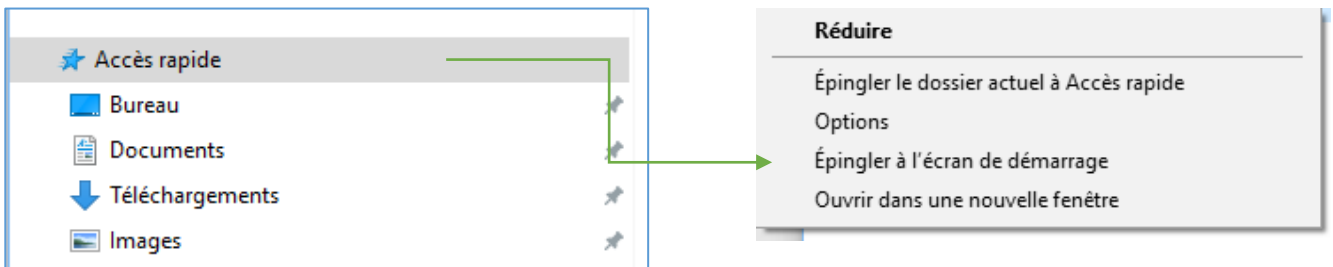 Accès rapide
Bureau
Documents
Téléchargements
Images
Réduire
Épingler le dossier actuel à Accès rapide
Options
Épingler à l'écran de démarrage
Ouvrir dans une nouvelle fenêtre